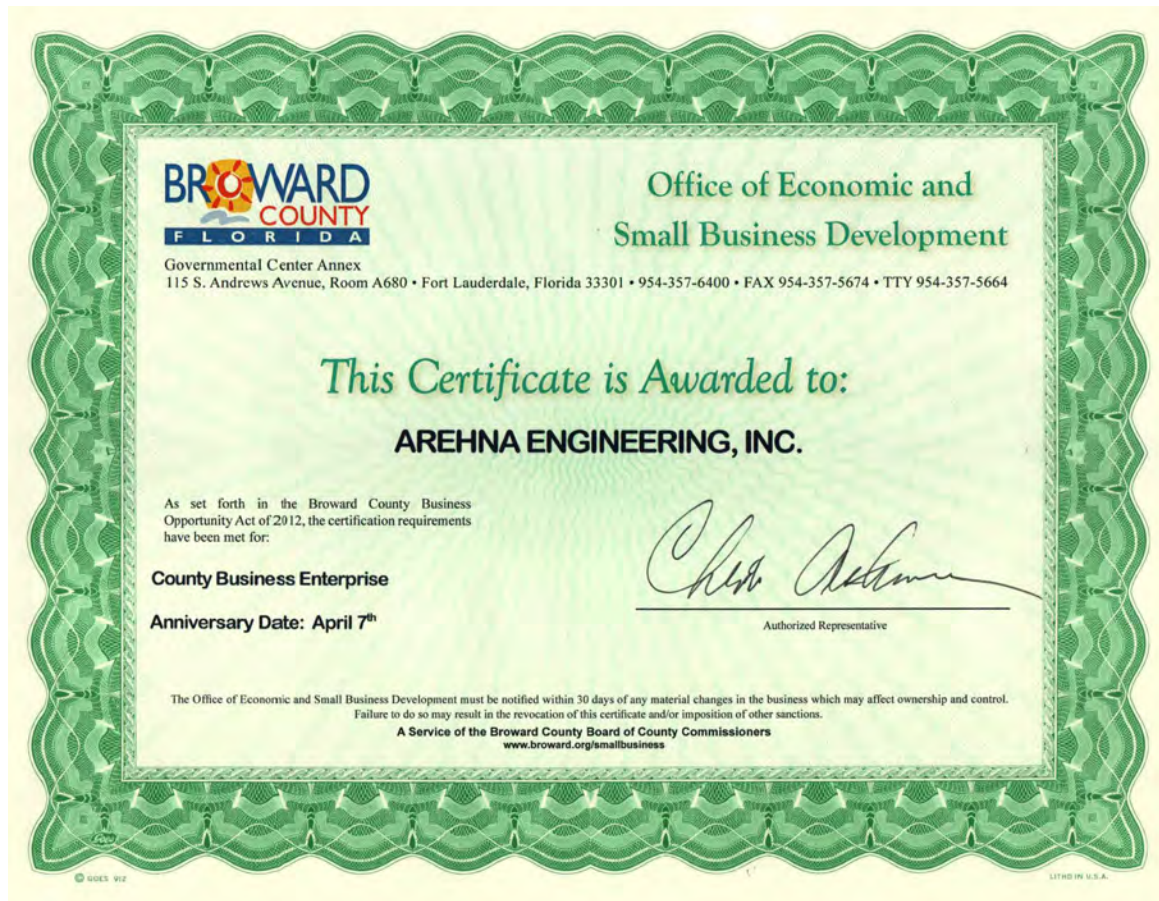 BROWARD
COUNTY
FLORIDA
Office of Economic and
Small Business Development
Governmental Center Annex
115 S. Andrews Avenue, Room A680 • Fort Lauderdale, Florida 33301 • 954-357-6400 • FAX 954-357-5674 • TTY 954-357-5664
This Certificate is Awarded to:
AREHNA ENGINEERING, INC.
As set forth in the Broward County Business
Opportunity Act of 2012, the certification requirements
have been met for:
County Business Enterprise
Anniversary Date: April 7th
Authorized Representative
The Office of Economic and Small Business Development must be notified within 30 days of any material changes in the business which may affect ownership and control.
Failure to do so may result in the revocation of this certificate and/or imposition of other sanctions.
A Service of the Broward County Board of County Commissioners
www.broward.org/smallbusiness
Goes
© GOES VIZ
LITHO IN U.S.A.